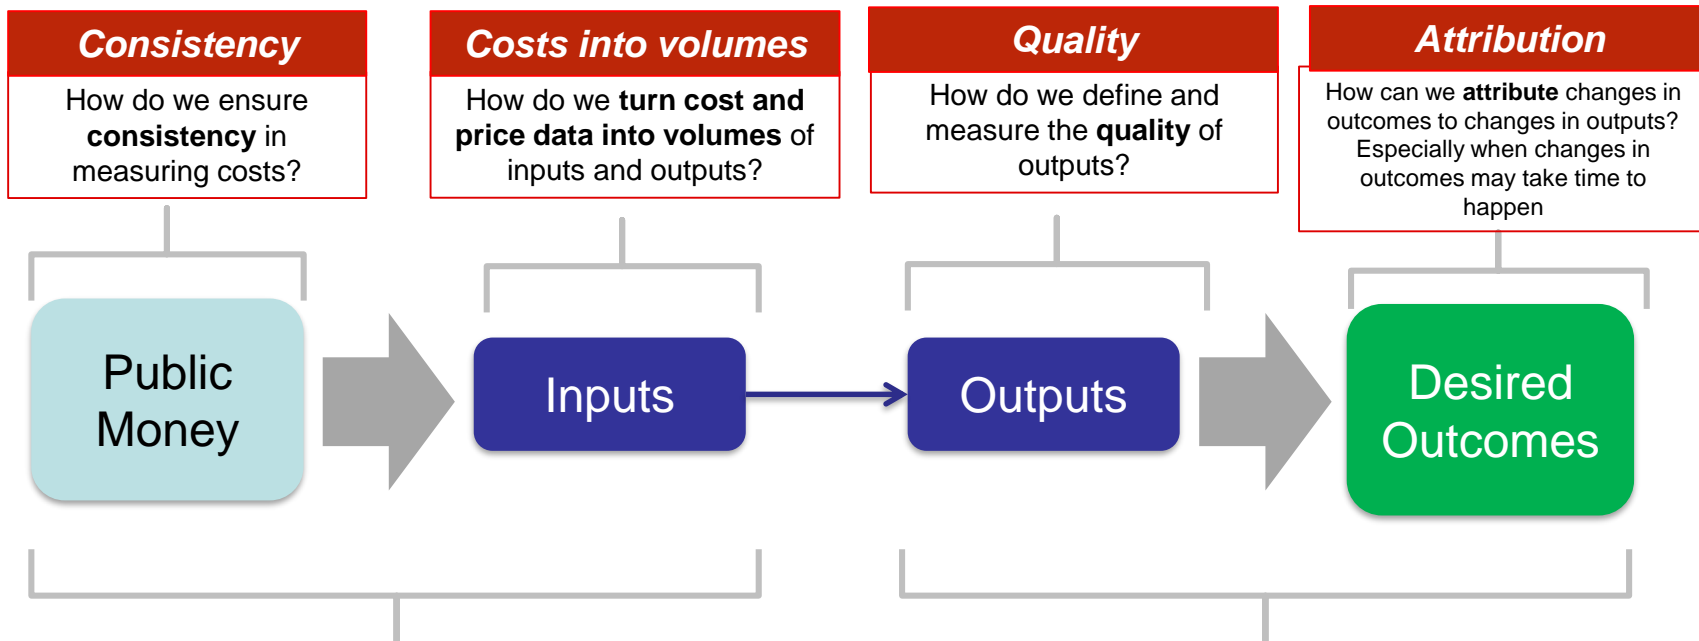 Consistency
How do we ensure
consistency in
measuring costs?
Costs into volumes
How do we turn cost and
price data into volumes of
inputs and outputs?
Quality
How do we define and
measure the quality of
outputs?
Attribution
How can we attribute changes in
outcomes to changes in outputs?
Especially when changes in
outcomes may take time to
happen
Public
Money
Inputs
Outputs
Desired
Outcomes